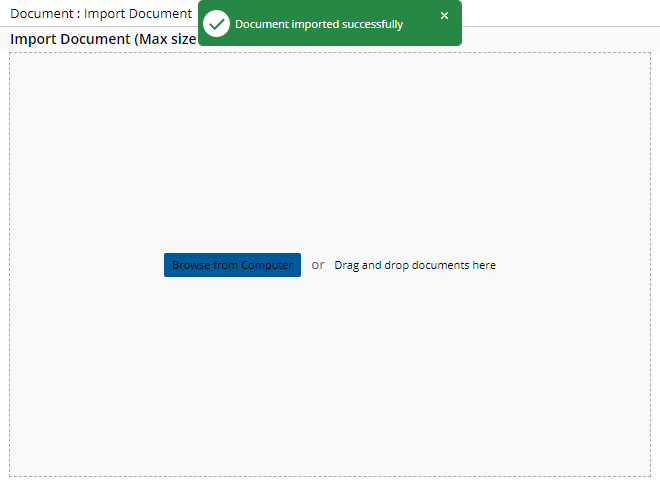 Document : Import Document
Document imported successfully
Import Document (Max size
Browse from Computer or Drag and drop documents here